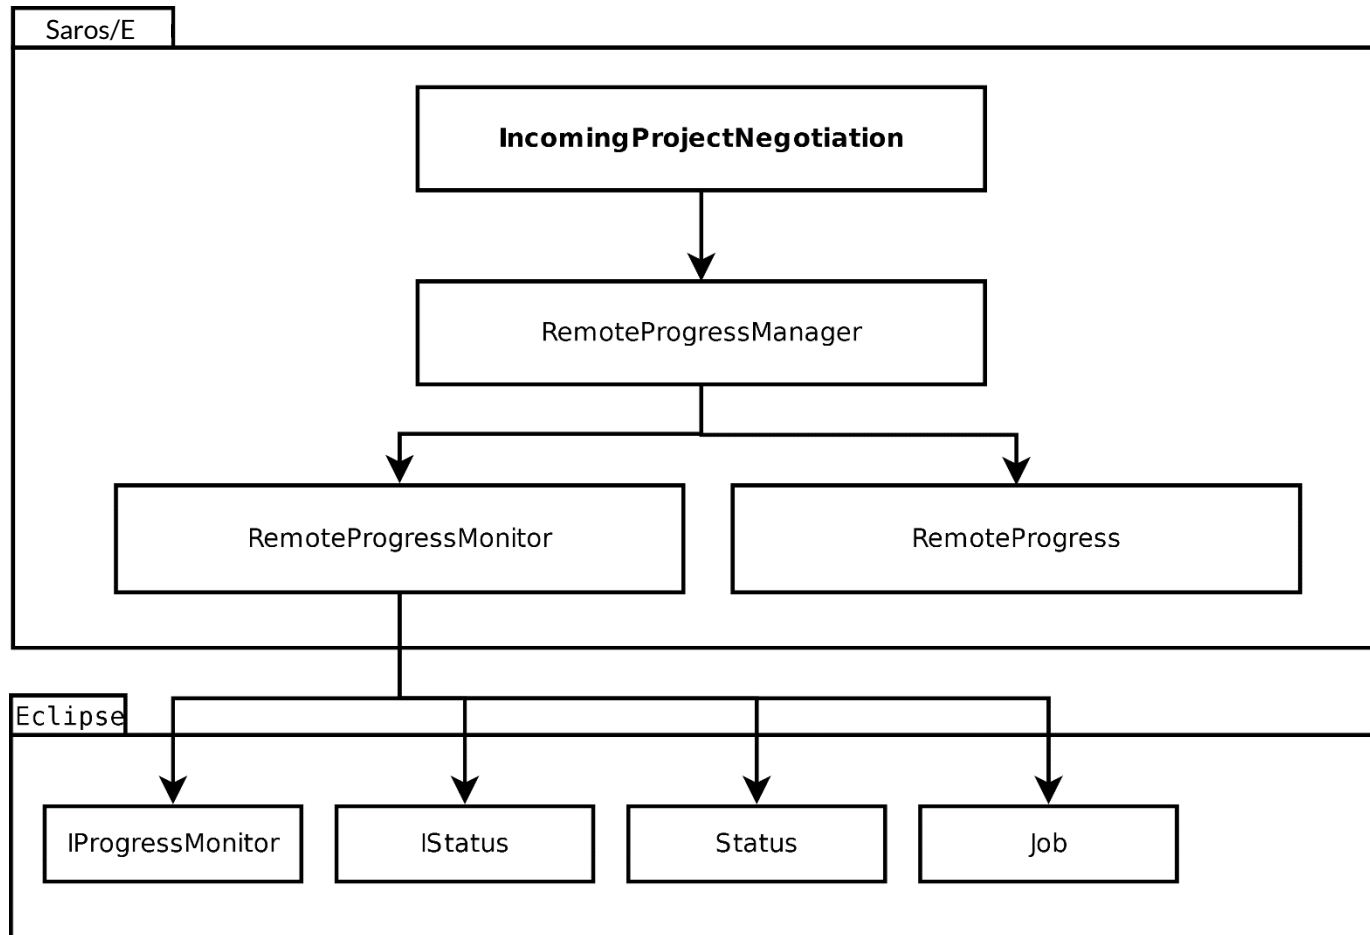 Saros/E
IncomingProjectNegotiation
RemoteProgressManager
RemoteProgressMonitor
RemoteProgress
Eclipse
IProgressMonitor
IStatus
Status
Job